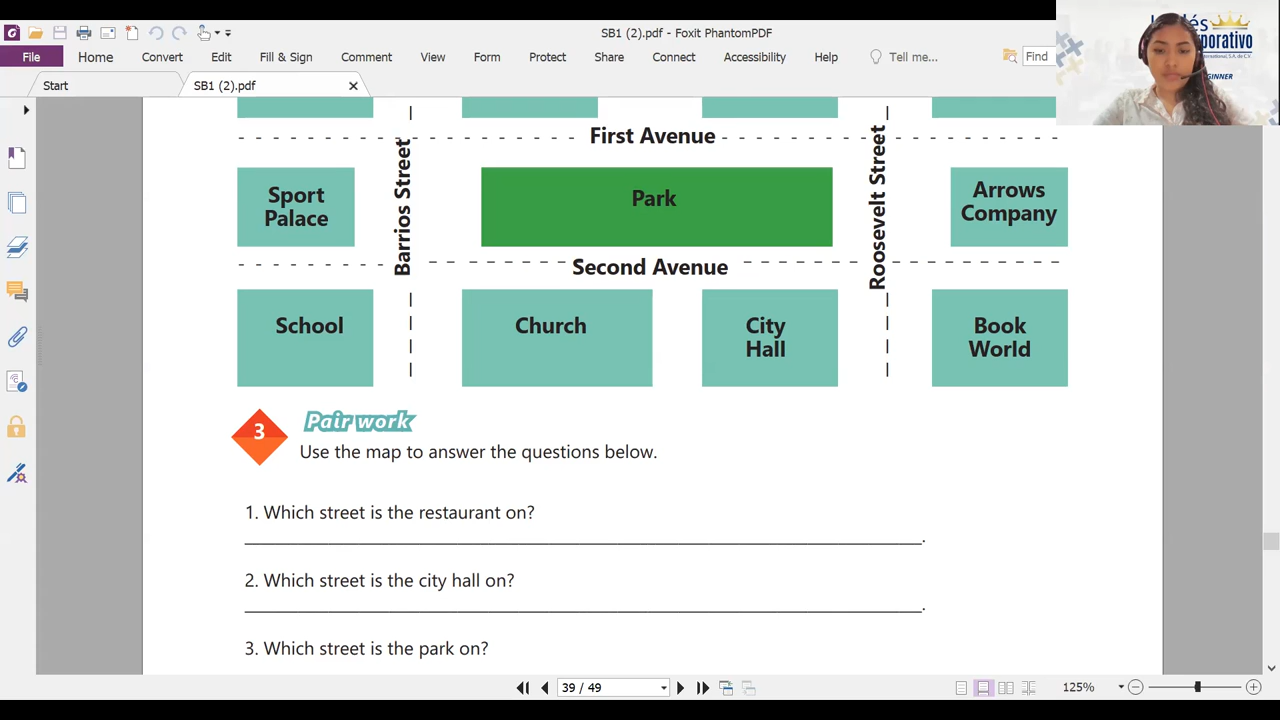 SB1 (2).pdf - Foxit PhantomPDF
File Home Convert Edit Fill & Sign Comment View Form Protect Share Connect Accessibility Help Tell me... Find
Start SB1 (2).pdf
BEGINNER
First Avenue
Barrios Street
Roosevelt Street
Sport
Palace
Park
Arrows
Company
Second Avenue
School
Church
City
Hall
Book
World
3
Pair work
Use the map to answer the questions below.
1. Which street is the restaurant on?
2. Which street is the city hall on?
3. Which street is the park on?
39 / 49
125%